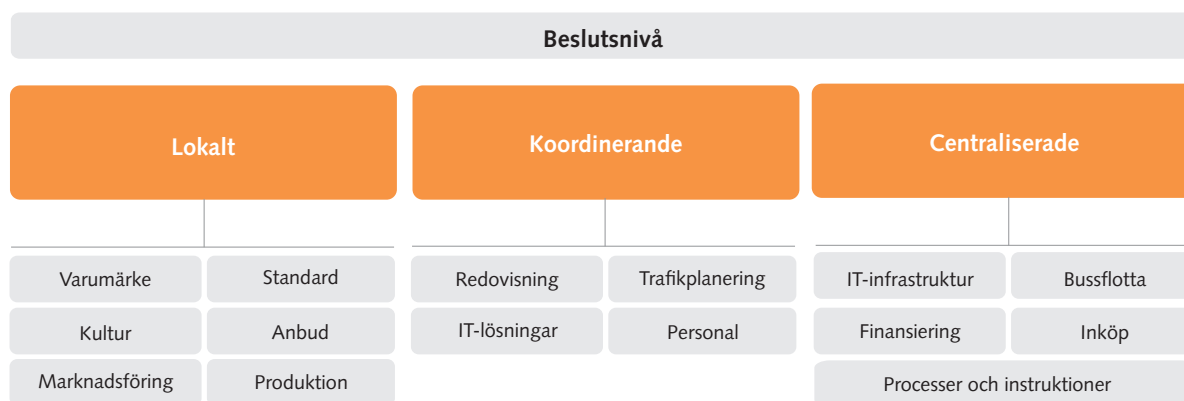 Beslutsnivå
Lokalt
Koordinerande
Centraliserade
Varumärke
Standard
Kultur
Anbud
Marknadsföring
Produktion
Redovisning
Trafikplanering
IT-lösningar
Personal
IT-infrastruktur
Bussflotta
Finansiering
Inköp
Processer och instruktioner